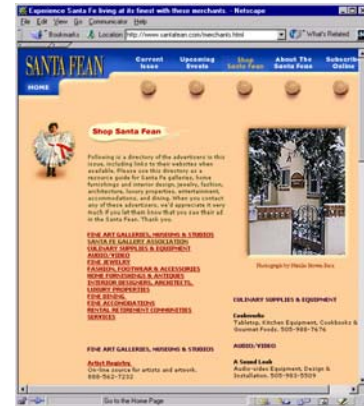 Experience Santa Fe living at its finest with these merchants. - Netscape
File Edit View Go Communicator Help
Bookmarks Location: http://www.santafean.com/merchants.html What's Related
SANTA FEAN
Current Issue
Upcoming Events
Shop Santa Fean
About The Santa Fean
Subscribe Online
HOME
Shop Santa Fean
Following is a directory of the advertisers in this
issue, including links to their websites when
available. Please use this directory as a
resource guide for Santa Fe galleries, home
furnishings and interior design, jewelry, fashion,
architecture, luxury properties, entertainment,
accommodations, and dining. When you contact
any of these advertisers, we'd appreciate it very
much if you let them know that you saw their ad
in the Santa Fean. Thank you.
Photograph by
FINE ART GALLERIES, MUSEUMS & STUDIOS
SANTA FE GALLERY ASSOCIATION
CULINARY SUPPLIES & EQUIPMENT
AUDIO/VIDEO
FINE JEWELRY
FASHION, FOOTWEAR & ACCESSORIES
HOME FURNISHINGS & ANTIQUES
INTERIOR DESIGNERS, ARCHITECTS,
LUXURY PROPERTIES
FINE DINING
FINE ACCOMODATIONS
RENTAL RETIREMENT COMMUNITIES
SERVICES
FINE ART GALLERIES, MUSEUMS & STUDIOS
Artist Registry
On-line source for artists and artwork.
888-562-7232
CULINARY SUPPLIES & EQUIPMENT
Cookworks
Tabletop, Kitchen Equipment, Cookbooks &
Gourmet Foods. 505-988-7676
AUDIO/VIDEO
A Sound Look
Audio-video Equipment, Design &
Installation. 505-983-5509
Go to the Home Page